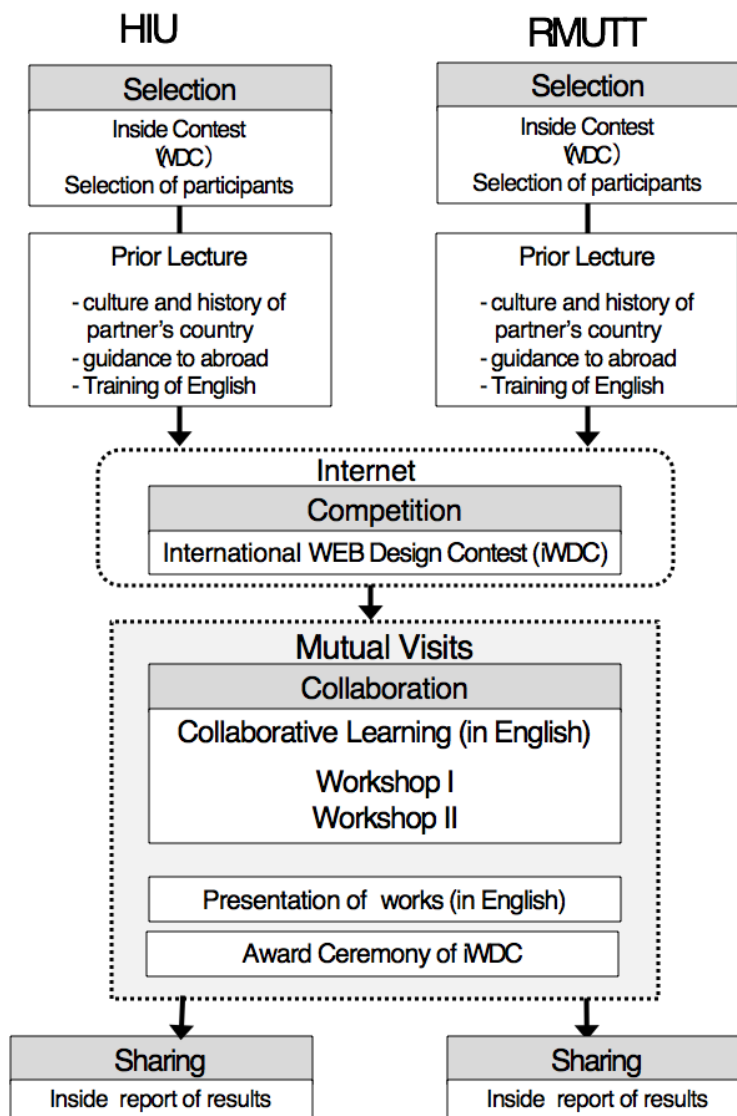 HIU
Selection
Inside Contest
(WDC)
Selection of participants
Prior Lecture
- culture and history of
partner's country
- guidance to abroad
- Training of English
RMUTT
Selection
Inside Contest
(WDC)
Selection of participants
Prior Lecture
- culture and history of
partner's country
- guidance to abroad
- Training of English
Internet
Competition
International WEB Design Contest (iWDC)
Mutual Visits
Collaboration
Collaborative Learning (in English)
Workshop I
Workshop II
Presentation of works (in English)
Award Ceremony of iWDC
Sharing
Inside report of results
Sharing
Inside report of results